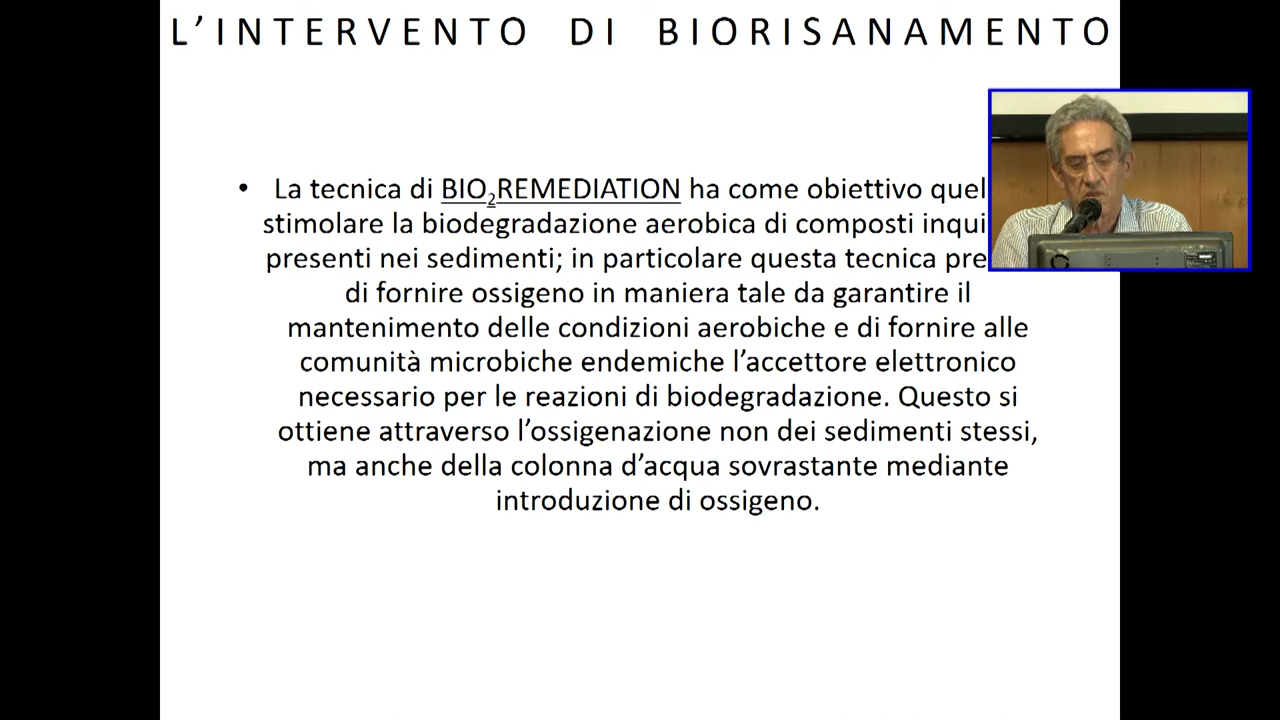 L'INTERVENTO DI BIORISANAMENTO
• La tecnica di BIO₂REMEDIATION ha come obiettivo
stimolare la biodegradazione aerobica di composti
presenti nei sedimenti; in particolare questa tecnica
di fornire ossigeno in maniera tale da garantire il
mantenimento delle condizioni aerobiche e di fornire alle
comunità microbiche endemiche l'accettore elettronico
necessario per le reazioni di biodegradazione. Questo si
ottiene attraverso l'ossigenazione non dei sedimenti stessi,
ma anche della colonna d'acqua sovrastante mediante
introduzione di ossigeno.